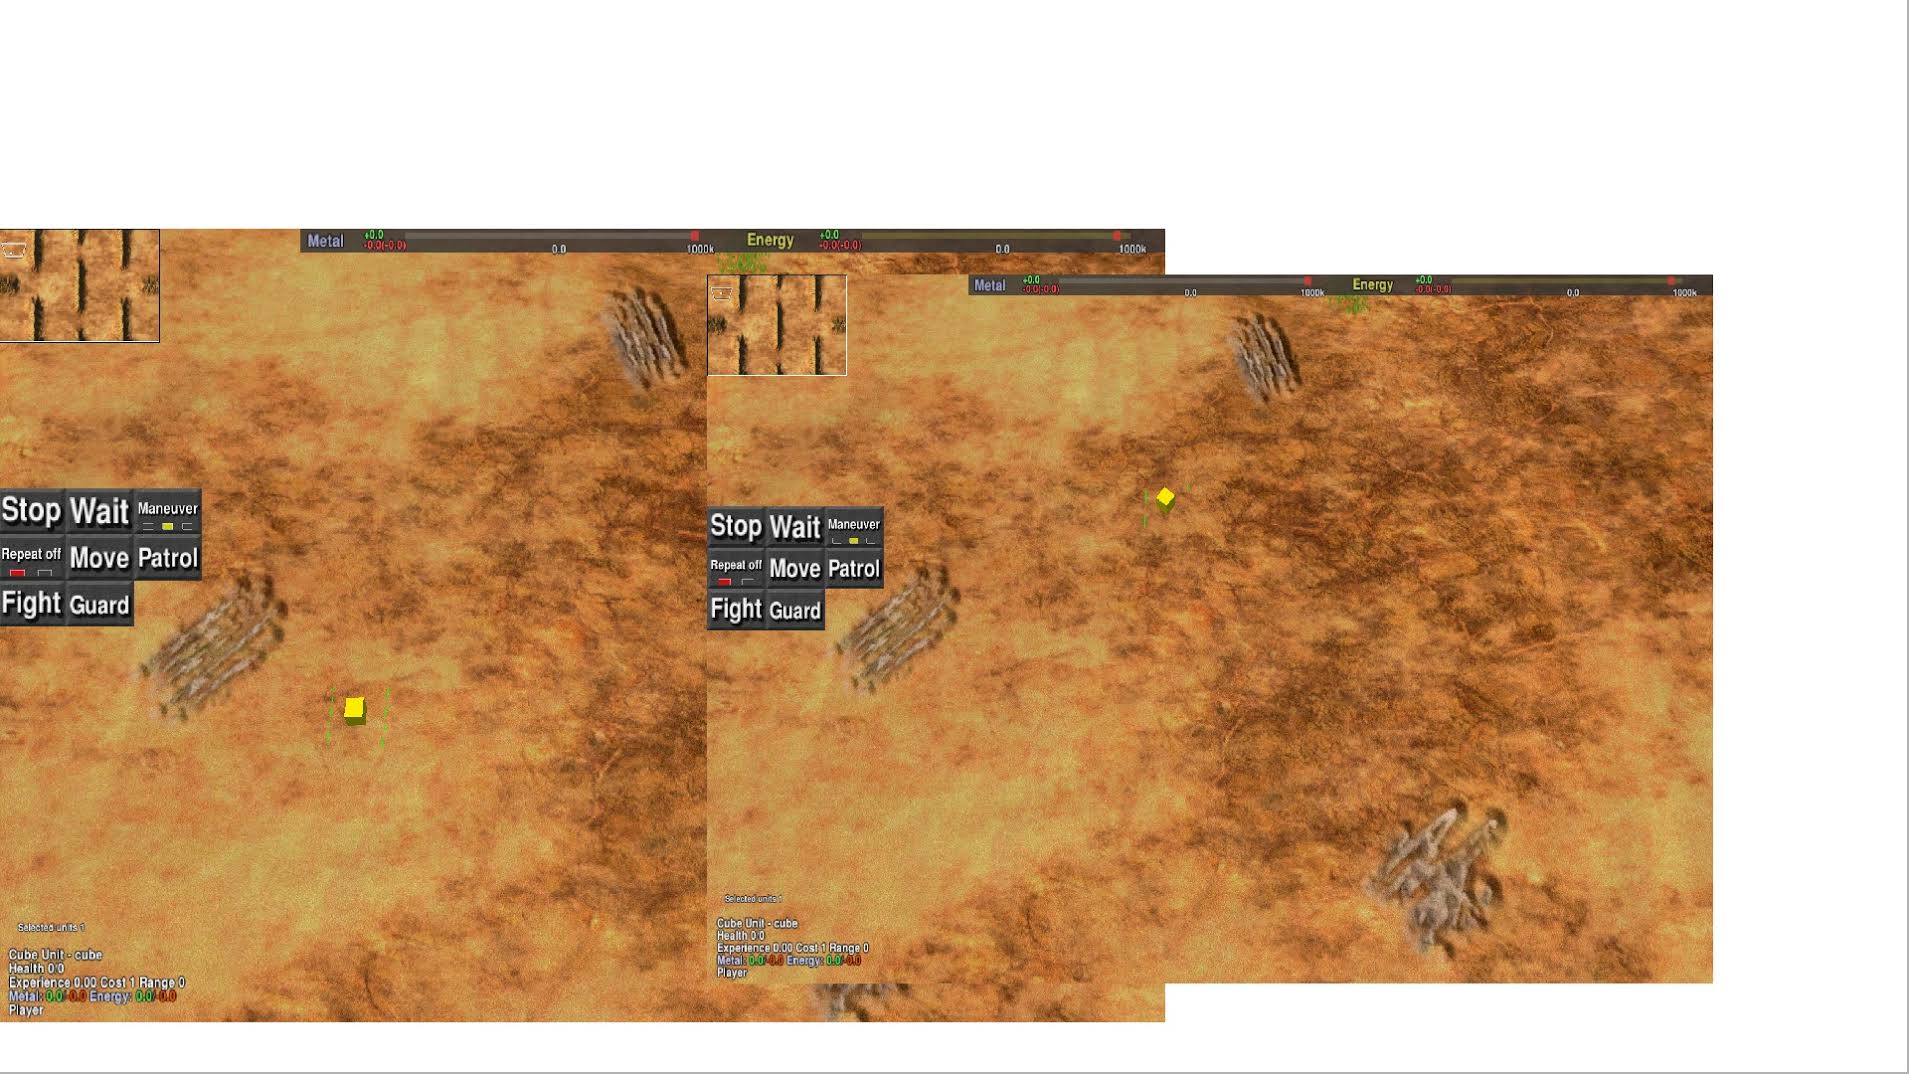 Metal +0.0 -0.0(-0.0) 0.0 1000k Energy +0.0 -0.0(-0.0) 0.0 1000k
Stop Wait Maneuver
Repeat off Move Patrol
Fight Guard
Selected units 1
Cube Unit - cube
Health 0/0
Experience 0.00 Cost 1 Range 0
Metal: 0.0/-0.0 Energy: 0.0/-0.0
Player
Metal +0.0 -0.0(-0.0) 0.0 1000k Energy +0.0 -0.0(-0.0) 0.0 1000k
Stop Wait Maneuver
Repeat off Move Patrol
Fight Guard
Selected units 1
Cube Unit - cube
Health 0/0
Experience 0.00 Cost 1 Range 0
Metal: 0.0/-0.0 Energy: 0.0/-0.0
Player